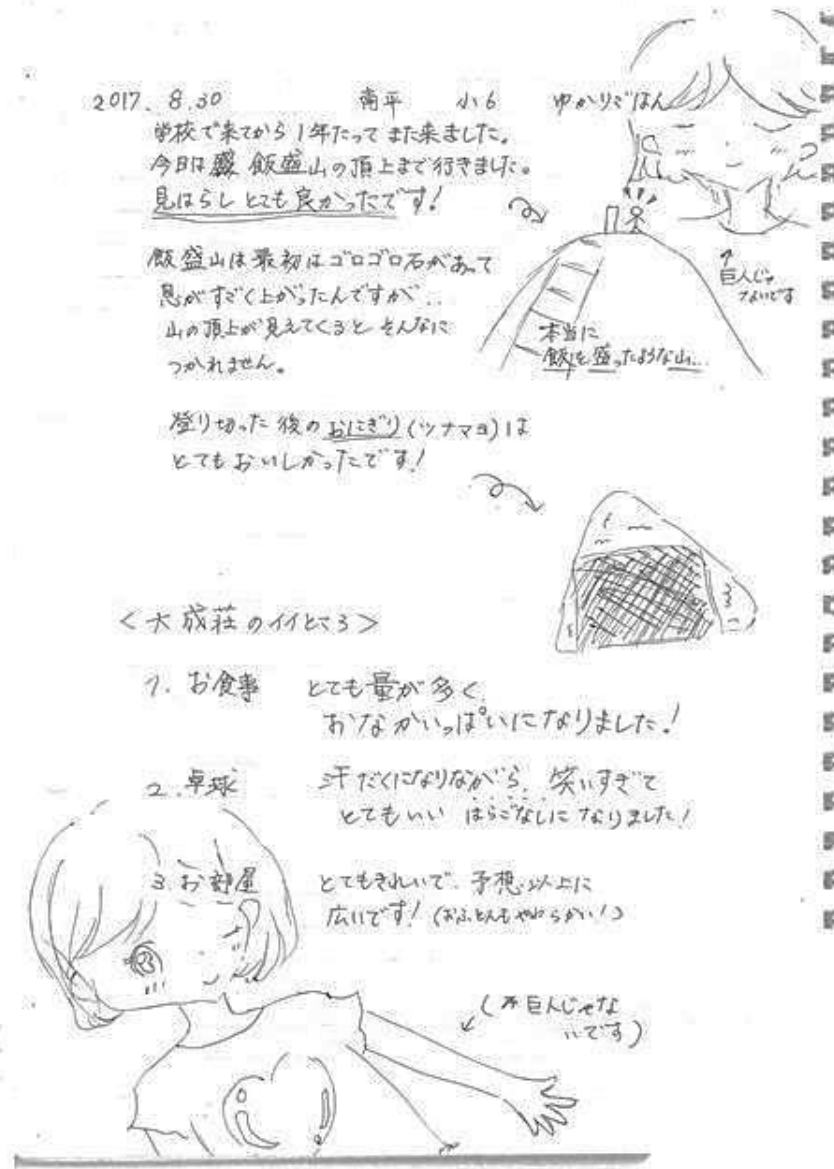 2017. 8.30 南平 小6 ゆかりごはん
学校で来てから1年たってまた来ました。
今日は 飯盛山の頂上まで行きました。
見はらしとても良かったです!
飯盛山は最初はゴロゴロ石があって
息がすごく上がったんですが..
山の頂上が見えてくるとそんなに
つかれません。
↑
巨人じゃ
ないです
本当に
飯を盛ったような山...
登り切った後のおにぎり(ツナマヨ)は
とてもおいしかったです!
<大成荘のイイところ>
1. お食事 とても量が多く
おなかいっぱいになりました!
2. 卓球 汗だくになりながら、笑いすぎて
とてもいい はらごなしになりました!
3. お部屋 とてもきれいで、予想以上に
広いです! (おふとんもやわらかい!)
(巨人じゃな
いです)